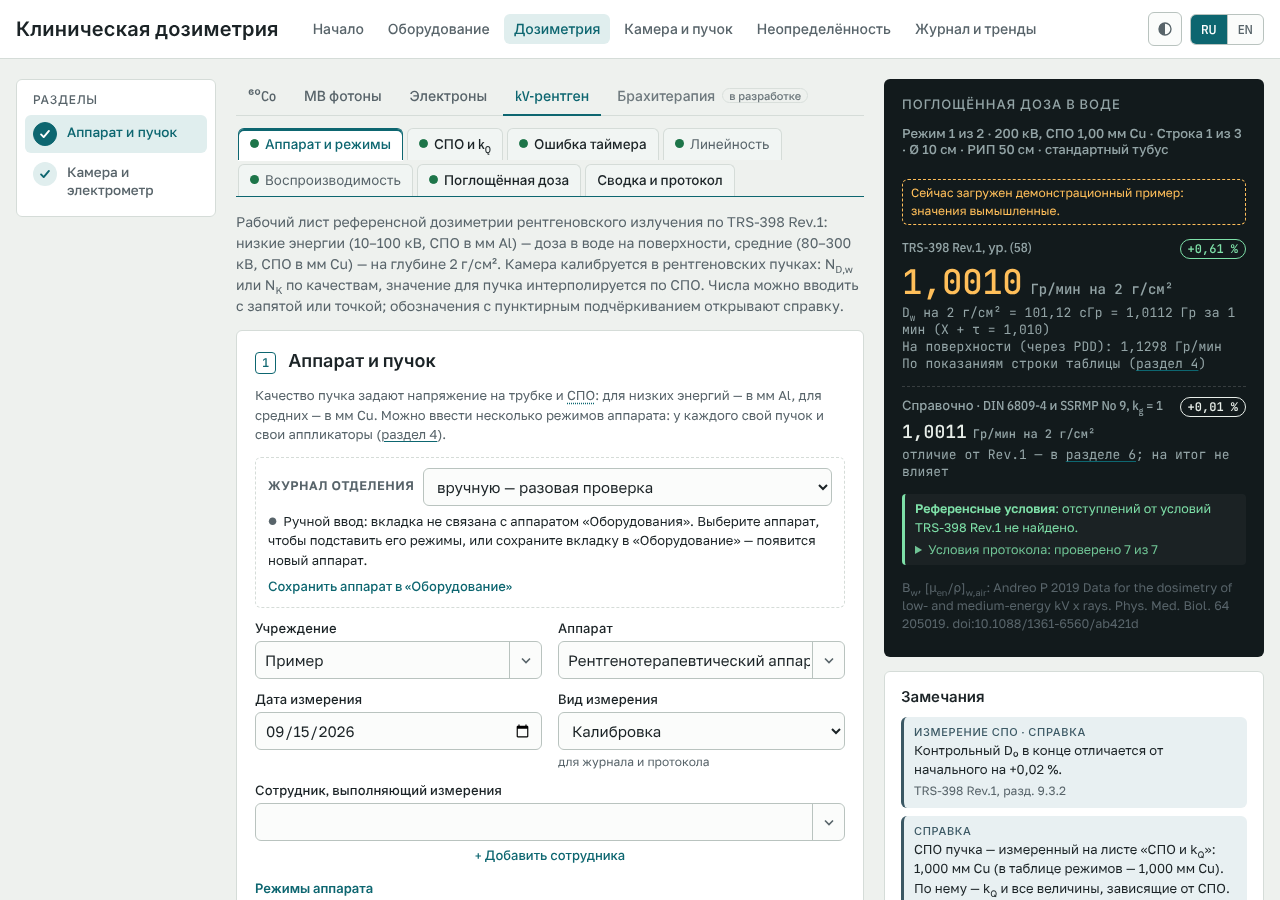 Клиническая дозиметрия
Начало
Оборудование
Дозиметрия
Камера и пучок
Неопределённость
Журнал и тренды
RU
EN
РАЗДЕЛЫ
Аппарат и пучок
Камера и
электрометр
⁶⁰Co
МВ фотоны
Электроны
kV-рентген
Брахитерапия
в разработке
Аппарат и режимы
СПО и kQ
Ошибка таймера
Линейность
Воспроизводимость
Поглощённая доза
Сводка и протокол
Рабочий лист референсной дозиметрии рентгеновского излучения по TRS-398 Rev.1:
низкие энергии (10–100 кВ, СПО в мм Al) — доза в воде на поверхности, средние (80–300
кВ, СПО в мм Cu) — на глубине 2 г/см². Камера калибруется в рентгеновских пучках: ND,w
или NK по качествам, значение для пучка интерполируется по СПО. Числа можно вводить
с запятой или точкой; обозначения с пунктирным подчёркиванием открывают справку.
1
Аппарат и пучок
Качество пучка задают напряжение на трубке и СПО: для низких энергий — в мм Al, для
средних — в мм Cu. Можно ввести несколько режимов аппарата: у каждого свой пучок и
свои аппликаторы (раздел 4).
ЖУРНАЛ ОТДЕЛЕНИЯ
вручную — разовая проверка
Ручной ввод: вкладка не связана с аппаратом «Оборудования». Выберите аппарат,
чтобы подставить его режимы, или сохраните вкладку в «Оборудование» — появится
новый аппарат.
Сохранить аппарат в «Оборудование»
Учреждение
Аппарат
Пример
Рентгенотерапевтический аппар
Дата измерения
Вид измерения
09/15/2026
Калибровка
для журнала и протокола
Сотрудник, выполняющий измерения
+ Добавить сотрудника
Режимы аппарата
ПОГЛОЩЁННАЯ ДОЗА В ВОДЕ
Режим 1 из 2 · 200 кВ, СПО 1,00 мм Cu · Строка 1 из 3
· Ø 10 см · РИП 50 см · стандартный тубус
Сейчас загружен демонстрационный пример:
значения вымышленные.
TRS-398 Rev.1, ур. (58)
+0,61 %
1,0010 Гр/мин на 2 г/см²
Dw на 2 г/см² = 101,12 сГр = 1,0112 Гр за 1
мин (X + τ = 1,010)
На поверхности (через PDD): 1,1298 Гр/мин
По показаниям строки таблицы (раздел 4)
Справочно · DIN 6809-4 и SSRMP No 9, kg = 1
+0,01 %
1,0011 Гр/мин на 2 г/см²
отличие от Rev.1 — в разделе 6; на итог не
влияет
Референсные условия: отступлений от условий
TRS-398 Rev.1 не найдено.
Условия протокола: проверено 7 из 7
Bw, [μen/ρ]w,air: Andreo P 2019 Data for the dosimetry of
low- and medium-energy kV x rays. Phys. Med. Biol. 64
205019. doi:10.1088/1361-6560/ab421d
Замечания
ИЗМЕРЕНИЕ СПО · СПРАВКА
Контрольный D₀ в конце отличается от
начального на +0,02 %.
TRS-398 Rev.1, разд. 9.3.2
СПРАВКА
СПО пучка — измеренный на листе «СПО и kQ»:
1,000 мм Cu (в таблице режимов — 1,000 мм Cu).
По нему — kQ и все величины, зависящие от СПО.